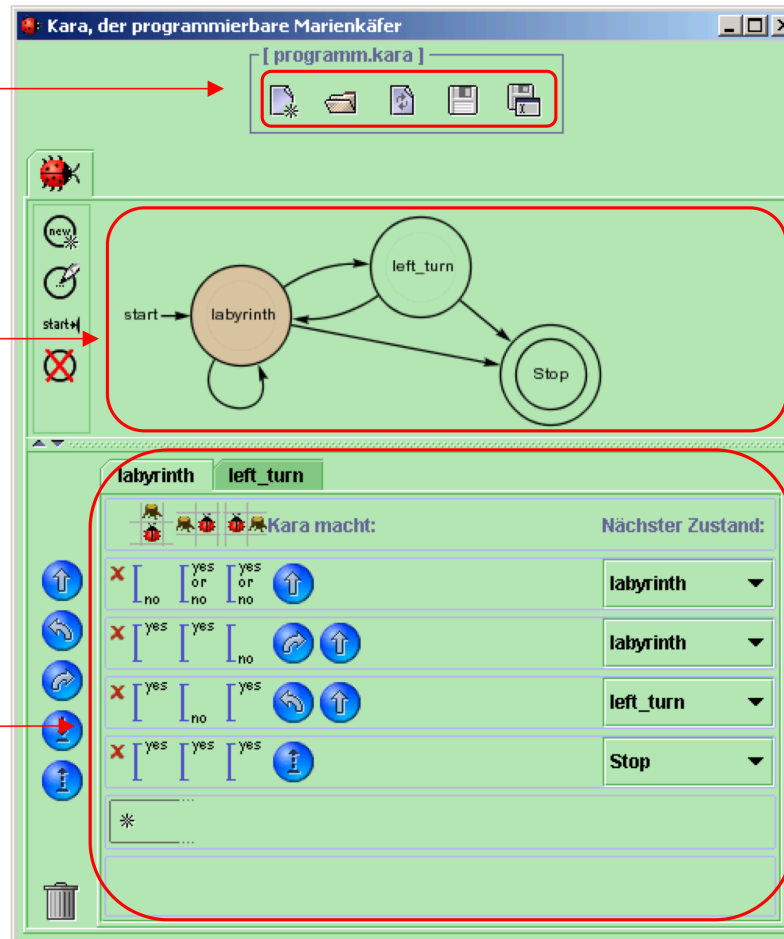 Kara, der programmierbare Marienkäfer
[ programm.kara ]
new
start
start
labyrinth
left_turn
Stop
labyrinth left_turn
Kara macht: Nächster Zustand:
no yes or no yes or no labyrinth
yes yes no labyrinth
yes no yes left_turn
yes yes yes Stop